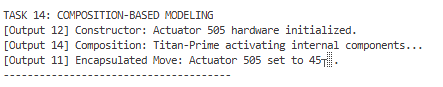 TASK 14: COMPOSITION-BASED MODELING
[Output 12] Constructor: Actuator 505 hardware initialized.
[Output 14] Composition: Titan-Prime activating internal components...
[Output 11] Encapsulated Move: Actuator 505 set to 45┬░.
--------------------------------------